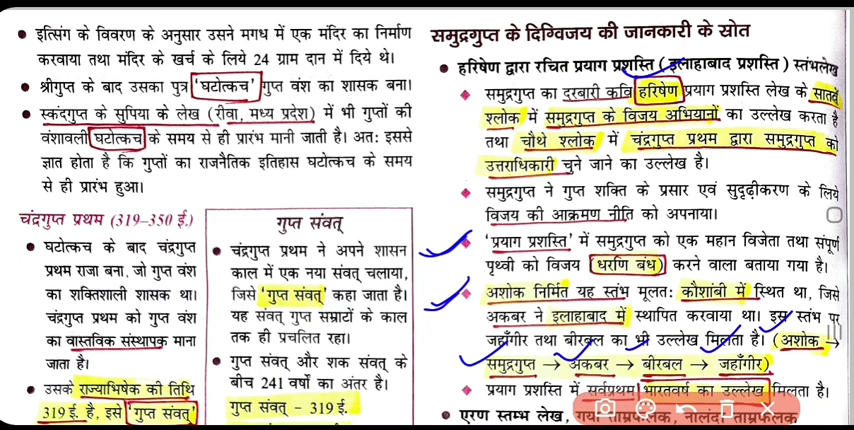 इत्सिंग के विवरण के अनुसार उसने मगध में एक मंदिर का निर्माण
करवाया तथा मंदिर के खर्च के लिये 24 ग्राम दान में दिये थे।
श्रीगुप्त के बाद उसका पुत्र 'घटोत्कच' गुप्त वंश का शासक बना।
स्कंदगुप्त के सुपिया के लेख (रीवा, मध्य प्रदेश) में भी गुप्तों की
वंशावली घटोत्कच के समय से ही प्रारंभ मानी जाती है। अत: इससे
ज्ञात होता है कि गुप्तों का राजनैतिक इतिहास घटोत्कच के समय
से ही प्रारंभ हुआ।
चंद्रगुप्त प्रथम (319-350 ई.)
घटोत्कच के बाद चंद्रगुप्त
प्रथम राजा बना, जो गुप्त वंश
का शक्तिशाली शासक था।
चंद्रगुप्त प्रथम को गुप्त वंश
का वास्तविक संस्थापक माना
जाता है।
उसके राज्याभिषेक की तिथि
319 ई. है, इसे 'गुप्त संवत्'
गुप्त संवत्
चंद्रगुप्त प्रथम ने अपने शासन
काल में एक नया संवत् चलाया,
जिसे 'गुप्त संवत्' कहा जाता है।
यह संवत् गुप्त सम्राटों के काल
तक ही प्रचलित रहा।
गुप्त संवत् और शक संवत् के
बीच 241 वर्षों का अंतर है।
गुप्त संवत् - 319 ई.
समुद्रगुप्त के दिग्विजय की जानकारी के स्रोत
हरिषेण द्वारा रचित प्रयाग प्रशस्ति (इलाहाबाद प्रशस्ति) स्तंभलेख
समुद्रगुप्त का दरबारी कवि हरिषेण प्रयाग प्रशस्ति लेख के सातवें
श्लोक में समुद्रगुप्त के विजय अभियानों का उल्लेख करता है
तथा चौथे श्लोक में चंद्रगुप्त प्रथम द्वारा समुद्रगुप्त को
उत्तराधिकारी चुने जाने का उल्लेख है।
समुद्रगुप्त ने गुप्त शक्ति के प्रसार एवं सुदृढ़ीकरण के लिये
विजय की आक्रमण नीति को अपनाया।
'प्रयाग प्रशस्ति' में समुद्रगुप्त को एक महान विजेता तथा संपूर्ण
पृथ्वी को विजय (धरणि बंध) करने वाला बताया गया है।
अशोक निर्मित यह स्तंभ मूलत: कौशांबी में स्थित था, जिसे
अकबर ने इलाहाबाद में स्थापित करवाया था। इस स्तंभ पर
जहाँगीर तथा बीरबल का भी उल्लेख मिलता है। (अशोक →
समुद्रगुप्त → अकबर → बीरबल → जहाँगीर)
प्रयाग प्रशस्ति में सर्वप्रथम भारतवर्ष का उल्लेख मिलता है।
एरण स्तम्भ लेख, गया ताम्रफलक, नालंदा ताम्रफलक